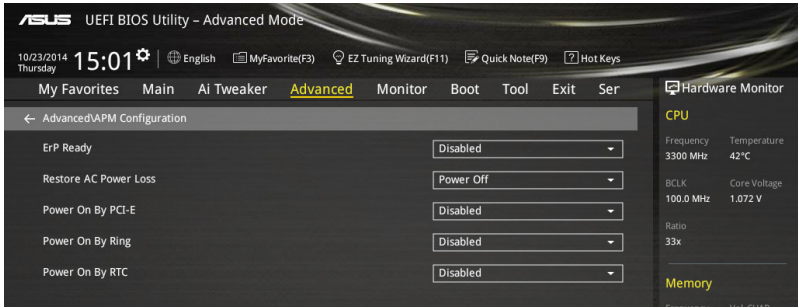 ASUS UEFI BIOS Utility – Advanced Mode
10/23/2014 Thursday 15:01 English MyFavorite(F3) EZ Tuning Wizard(F11) Quick Note(F9) ? Hot Keys
My Favorites Main Ai Tweaker Advanced Monitor Boot Tool Exit Ser
← Advanced\APM Configuration
ErP Ready Disabled
Restore AC Power Loss Power Off
Power On By PCI-E Disabled
Power On By Ring Disabled
Power On By RTC Disabled
Hardware Monitor
CPU
Frequency Temperature
3300 MHz 42°C
BCLK Core Voltage
100.0 MHz 1.072 V
Ratio
33x
Memory